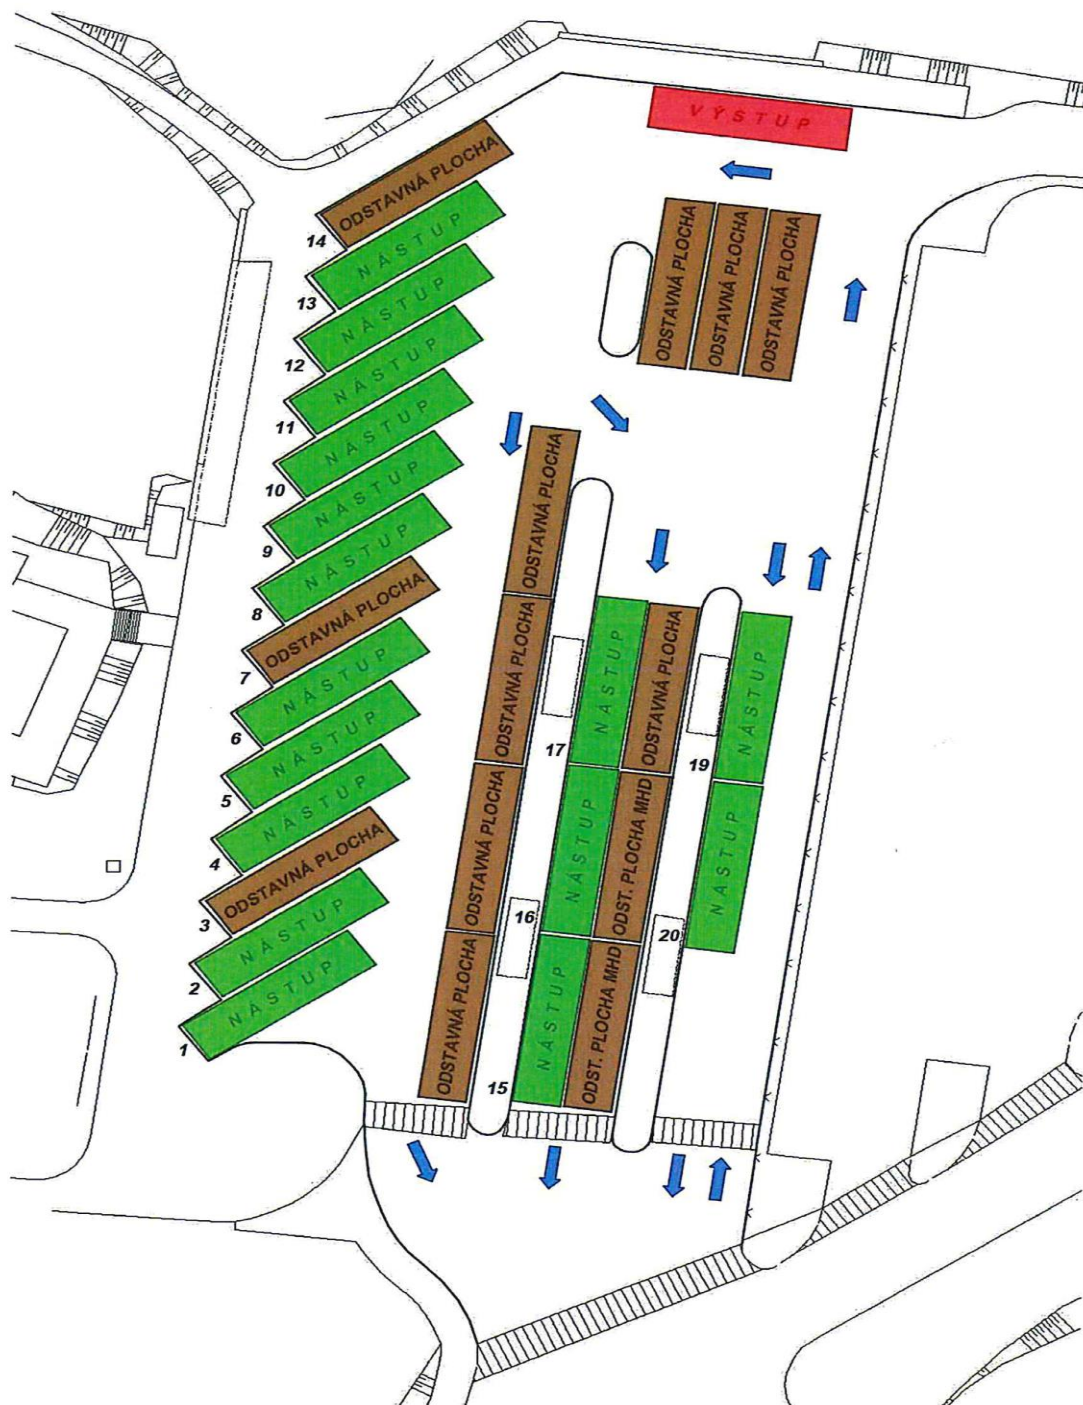 VÝSTUP
ODSTAVNÁ PLOCHA
14
NÁSTUP
13
NÁSTUP
12
NÁSTUP
11
NÁSTUP
10
NÁSTUP
9
NÁSTUP
8
ODSTAVNÁ PLOCHA
7
NÁSTUP
6
NÁSTUP
5
NÁSTUP
4
ODSTAVNÁ PLOCHA
3
NÁSTUP
2
NÁSTUP
1
ODSTAVNÁ PLOCHA
ODSTAVNÁ PLOCHA
ODSTAVNÁ PLOCHA
ODSTAVNÁ PLOCHA
ODSTAVNÁ PLOCHA
ODSTAVNÁ PLOCHA
ODSTAVNÁ PLOCHA
17
16
15
NÁSTUP
NÁSTUP
NÁSTUP
ODSTAVNÁ PLOCHA
ODST. PLOCHA MHD
ODST. PLOCHA MHD
19
20
NÁSTUP
NÁSTUP